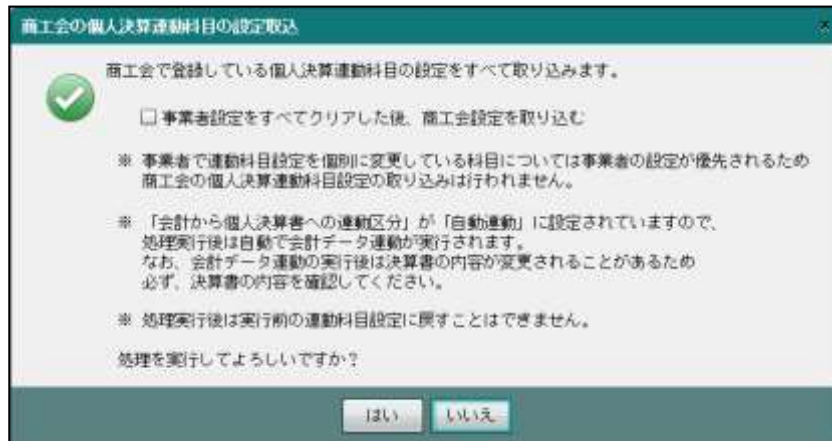 商工会の個人決算連動科目の設定取込
商工会で登録している個人決算連動科目の設定をすべて取り込みます。
□ 事業者設定をすべてクリアした後、商工会設定を取り込む
※ 事業者で連動科目設定を個別に変更している科目については事業者の設定が優先されるため
商工会の個人決算連動科目設定の取り込みは行われません。
※ 「会計から個人決算書への連動区分」が「自動連動」に設定されていますので、
処理実行後は自動で会計データ連動が実行されます。
なお、会計データ連動の実行後は決算書の内容が変更されることがあるため
必ず、決算書の内容を確認してください。
※ 処理実行後は実行前の連動科目設定に戻すことはできません。
処理を実行してよろしいですか？
はい
いいえ